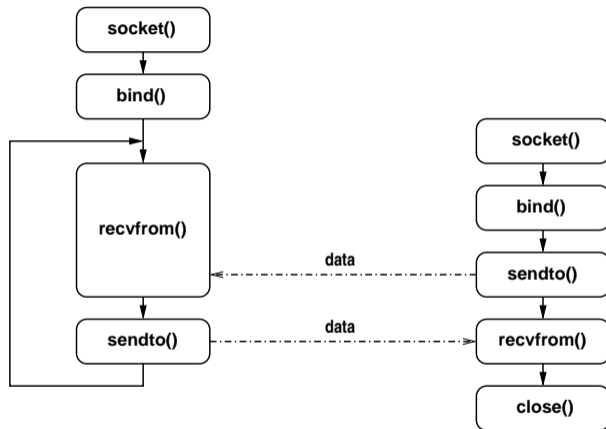 socket()
bind()
recvfrom()
sendto()
data
data
socket()
bind()
sendto()
recvfrom()
close()